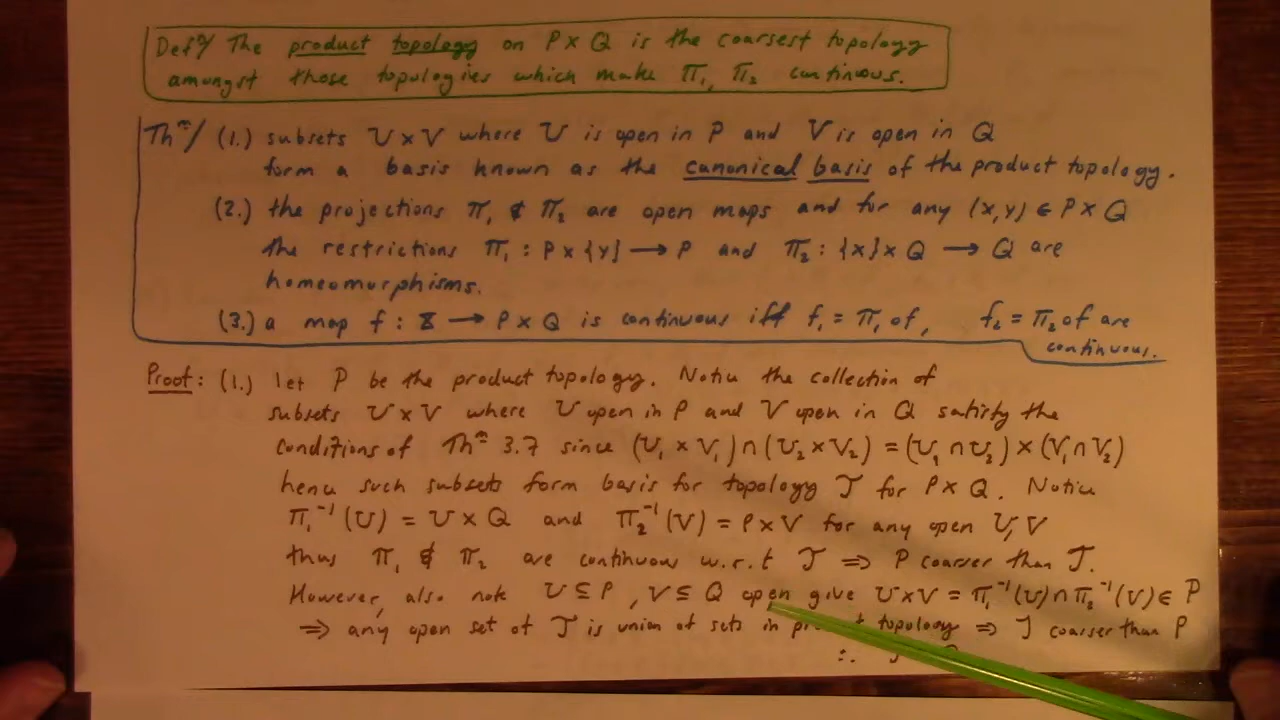 Defⁿ/ The product topology on P×Q is the coarsest topology
amongst those topologies which make π₁, π₂ continuous.
Thᵐ/ (1.) subsets U×V where U is open in P and V is open in Q
form a basis known as the canonical basis of the product topology.
(2.) the projections π₁ & π₂ are open maps and for any (x,y) ∈ P×Q
the restrictions π₁ : P×{y} → P and π₂ : {x}×Q → Q are
homeomorphisms.
(3.) a map f : X → P×Q is continuous iff f₁ = π₁∘f, f₂ = π₂∘f are
continuous.
Proof: (1.) let P be the product topology. Notice the collection of
subsets U×V where U open in P and V open in Q satisfy the
conditions of Thᵐ 3.7 since (U₁×V₁)∩(U₂×V₂) = (U₁∩U₂)×(V₁∩V₂)
hence such subsets form basis for topology J for P×Q. Notice
π₁⁻¹(U) = U×Q and π₂⁻¹(V) = P×V for any open U,V
thus π₁ & π₂ are continuous w.r.t J ⇒ P coarser than J.
However, also note U⊆P, V⊆Q open give U×V = π₁⁻¹(U)∩π₂⁻¹(V) ∈ P
⇒ any open set of J is union of sets in topology ⇒ J coarser than P
∴